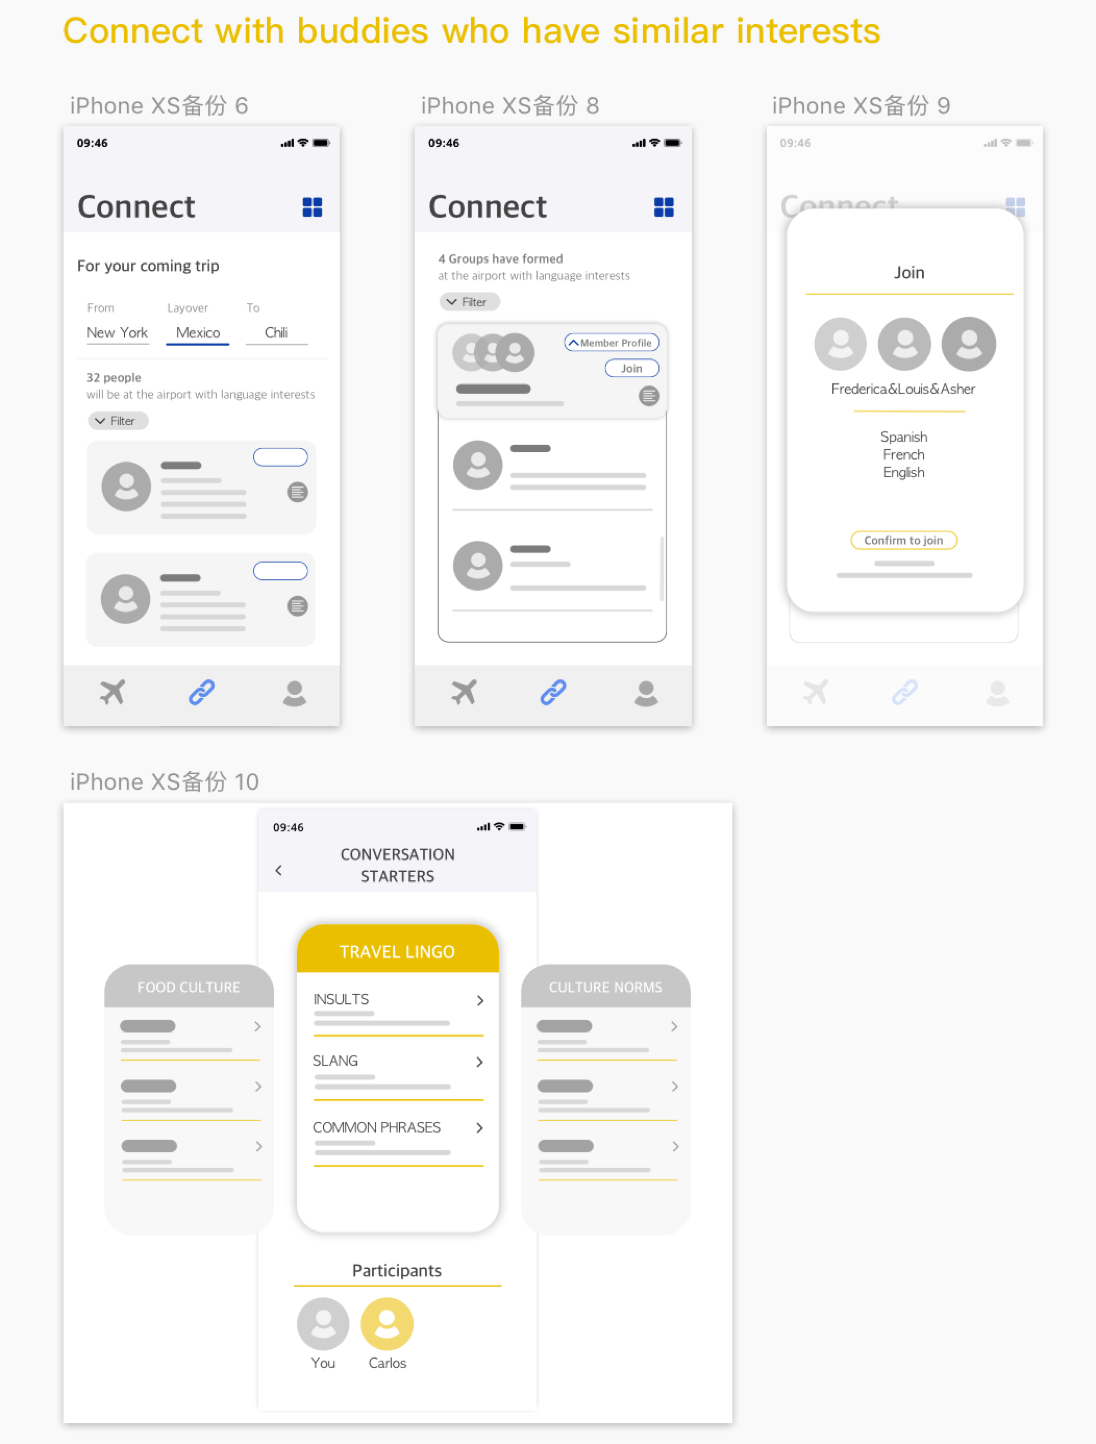 Connect with buddies who have similar interests
iPhone XS备份 6
iPhone XS备份 8
iPhone XS备份 9
09:46
Connect
For your coming trip
From
Layover
To
New York
Mexico
Chili
32 people
will be at the airport with language interests
Filter
09:46
Connect
4 Groups have formed
at the airport with language interests
Filter
Member Profile
Join
09:46
Connect
Join
Frederica&Louis&Asher
Spanish
French
English
Confirm to join
iPhone XS备份 10
09:46
CONVERSATION
STARTERS
FOOD CULTURE
TRAVEL LINGO
INSULTS
SLANG
COMMON PHRASES
CULTURE NORMS
Participants
You
Carlos